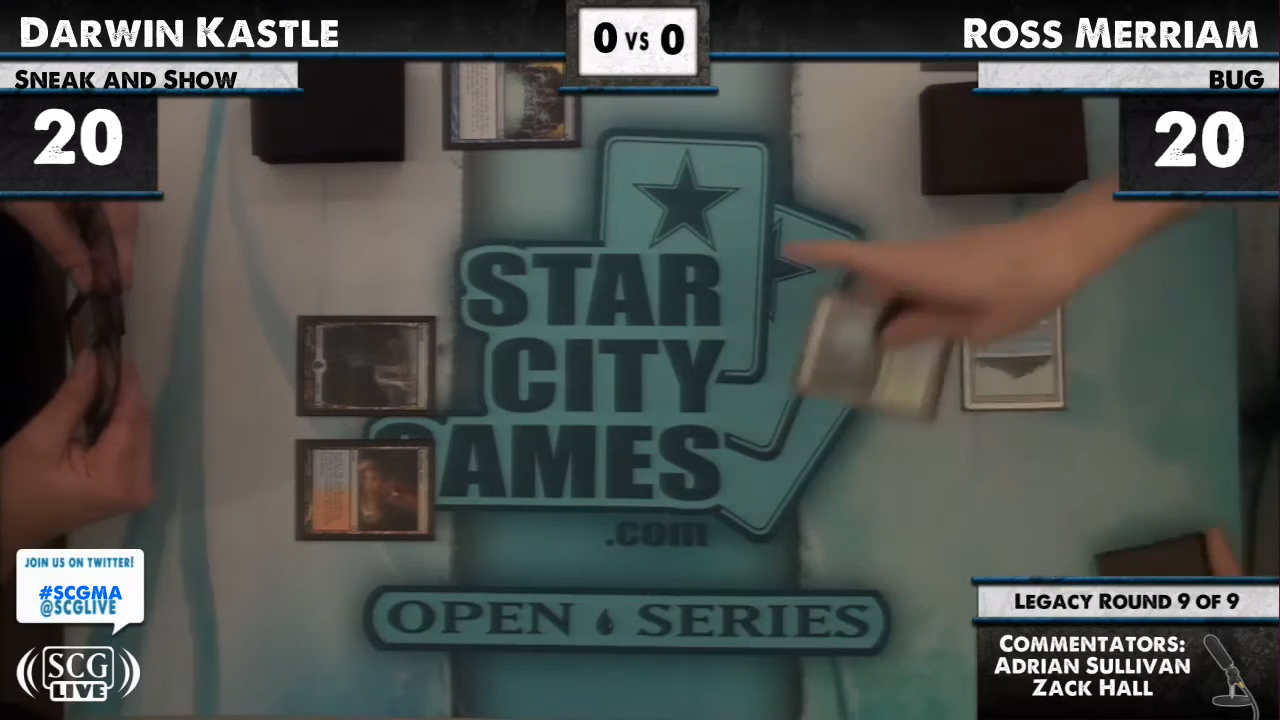 DARWIN KASTLE
0 VS 0
ROSS MERRIAM
SNEAK AND SHOW
BUG
20
20
STAR
CITY
GAMES
.com
OPEN SERIES
JOIN US ON TWITTER!
#SCGMA
@SCGLIVE
SCG
LIVE
LEGACY ROUND 9 OF 9
COMMENTATORS:
ADRIAN SULLIVAN
ZACK HALL